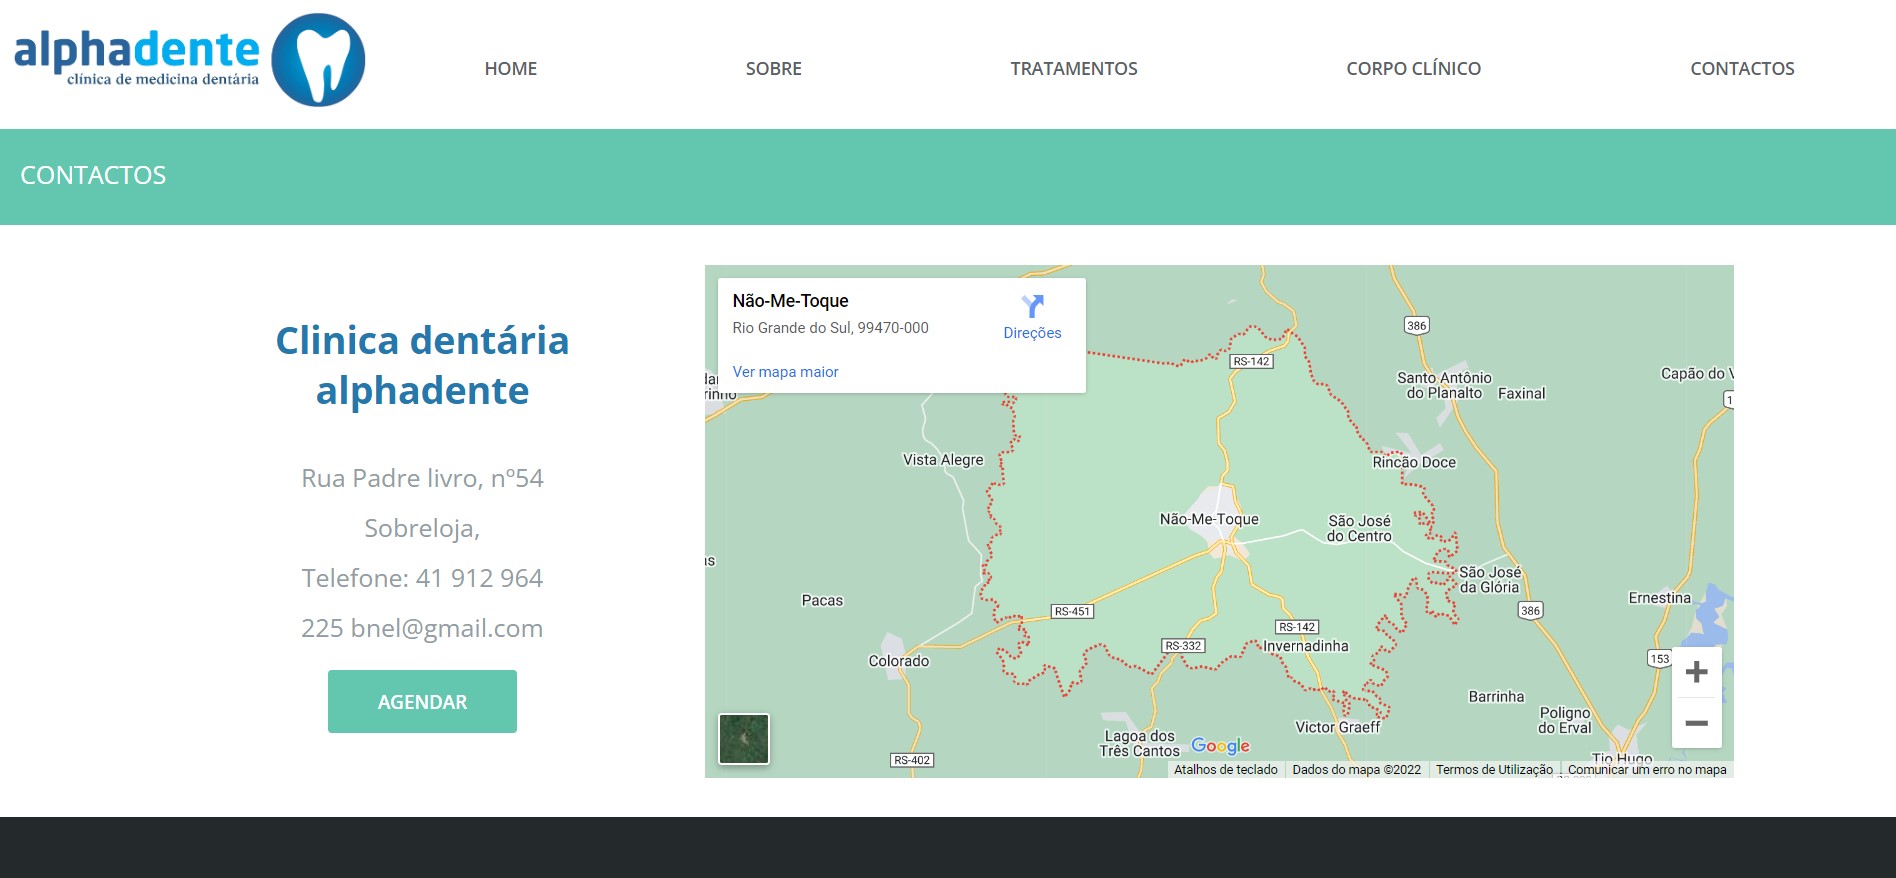 alphadente
clínica de medicina dentária
HOME
SOBRE
TRATAMENTOS
CORPO CLÍNICO
CONTACTOS
CONTACTOS
Clinica dentária
alphadente
Rua Padre livro, nº54
Sobreloja,
Telefone: 41 912 964
225 bnel@gmail.com
AGENDAR
Não-Me-Toque
Rio Grande do Sul, 99470-000
Direções
Ver mapa maior
386
RS-142
Santo Antônio
do Planalto
Faxinal
Capão do V
1
Vista Alegre
Rincão Doce
Não-Me-Toque
São José
do Centro
São José
da Glória
Pacas
RS-451
386
Ernestina
RS-142
RS-332
Invernadinha
Colorado
153
Barrinha
Poligno
do Erval
Victor Graeff
Lagoa dos
Três Cantos
Google
RS-402
Tio Hugo
Atalhos de teclado
Dados do mapa ©2022
Termos de Utilização
Comunicar um erro no mapa